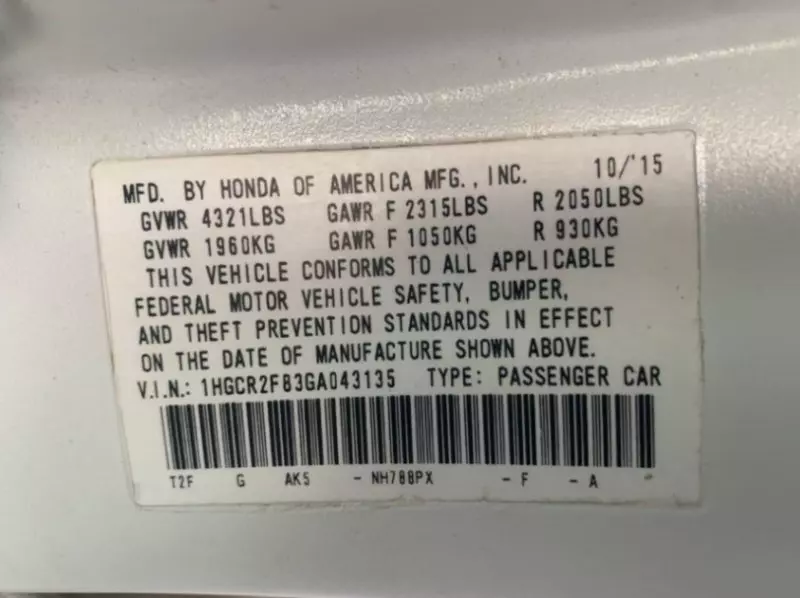 MFD. BY HONDA OF AMERICA MFG., INC. 10/'15
GVWR 4321LBS GAWR F 2315LBS R 2050LBS
GVWR 1960KG GAWR F 1050KG R 930KG
THIS VEHICLE CONFORMS TO ALL APPLICABLE
FEDERAL MOTOR VEHICLE SAFETY, BUMPER,
AND THEFT PREVENTION STANDARDS IN EFFECT
ON THE DATE OF MANUFACTURE SHOWN ABOVE.
V.I.N.: 1HGCR2F83GA043135 TYPE: PASSENGER CAR
T2F G AK5 - NH788PX - F - A -